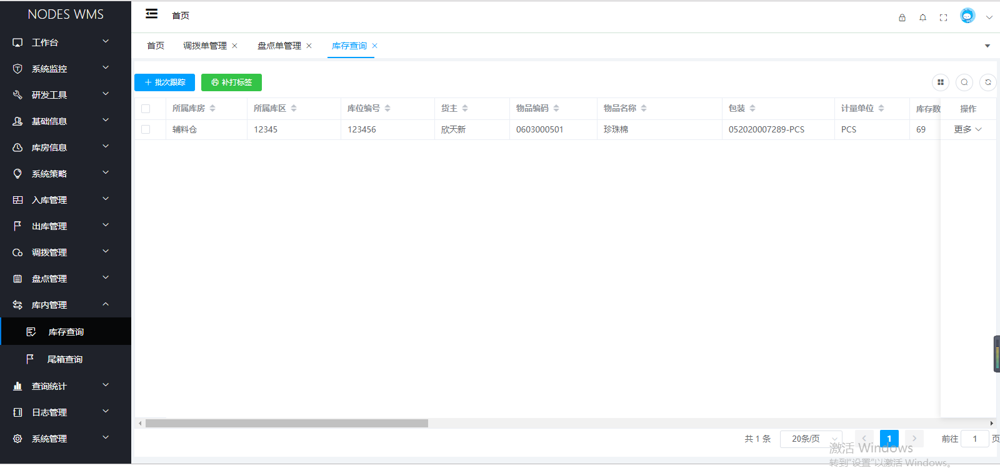 NODES WMS
首页
工作台
系统监控
研发工具
基础信息
库房信息
系统策略
入库管理
出库管理
调拨管理
盘点管理
库内管理
库存查询
尾箱查询
查询统计
日志管理
系统管理
首页 调拨单管理 盘点单管理 库存查询
批次跟踪 补打标签
所属库房 所属库区 库位编号 货主 物品编码 物品名称 包装 计量单位 库存数 操作
辅料仓 12345 123456 欣天新 0603000501 珍珠棉 052020007289-PCS PCS 69 更多
共 1 条 20条/页 1 前往 1 页
激活 Windows
转到"设置"以激活 Windows。